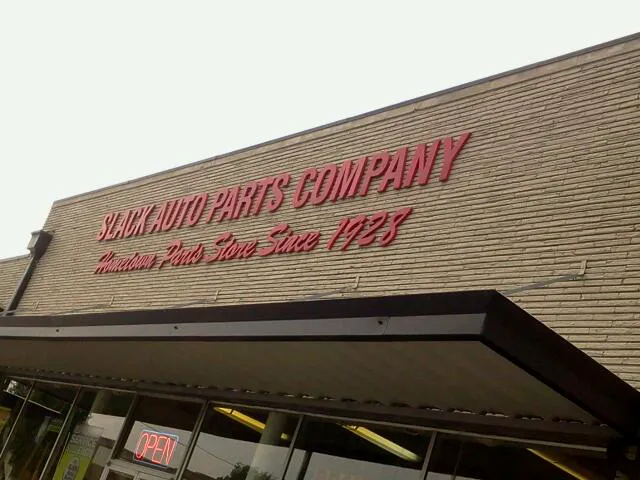 SLACK AUTO PARTS COMPANY
Hometown Parts Store Since 1928
OPEN